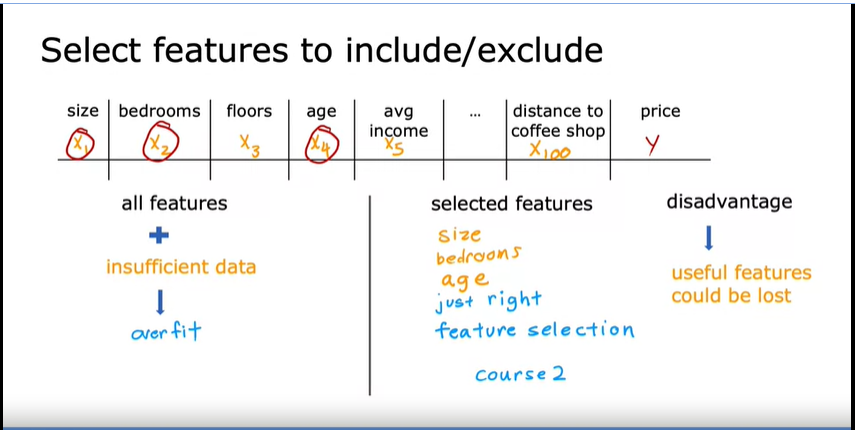 Select features to include/exclude
size bedrooms floors age avg income ... distance to coffee shop price
x₁ x₂ x₃ x₄ x₅ x₁₀₀ y
all features
+
insufficient data
↓
overfit
selected features
size
bedrooms
age
just right
feature selection
course 2
disadvantage
↓
useful features
could be lost